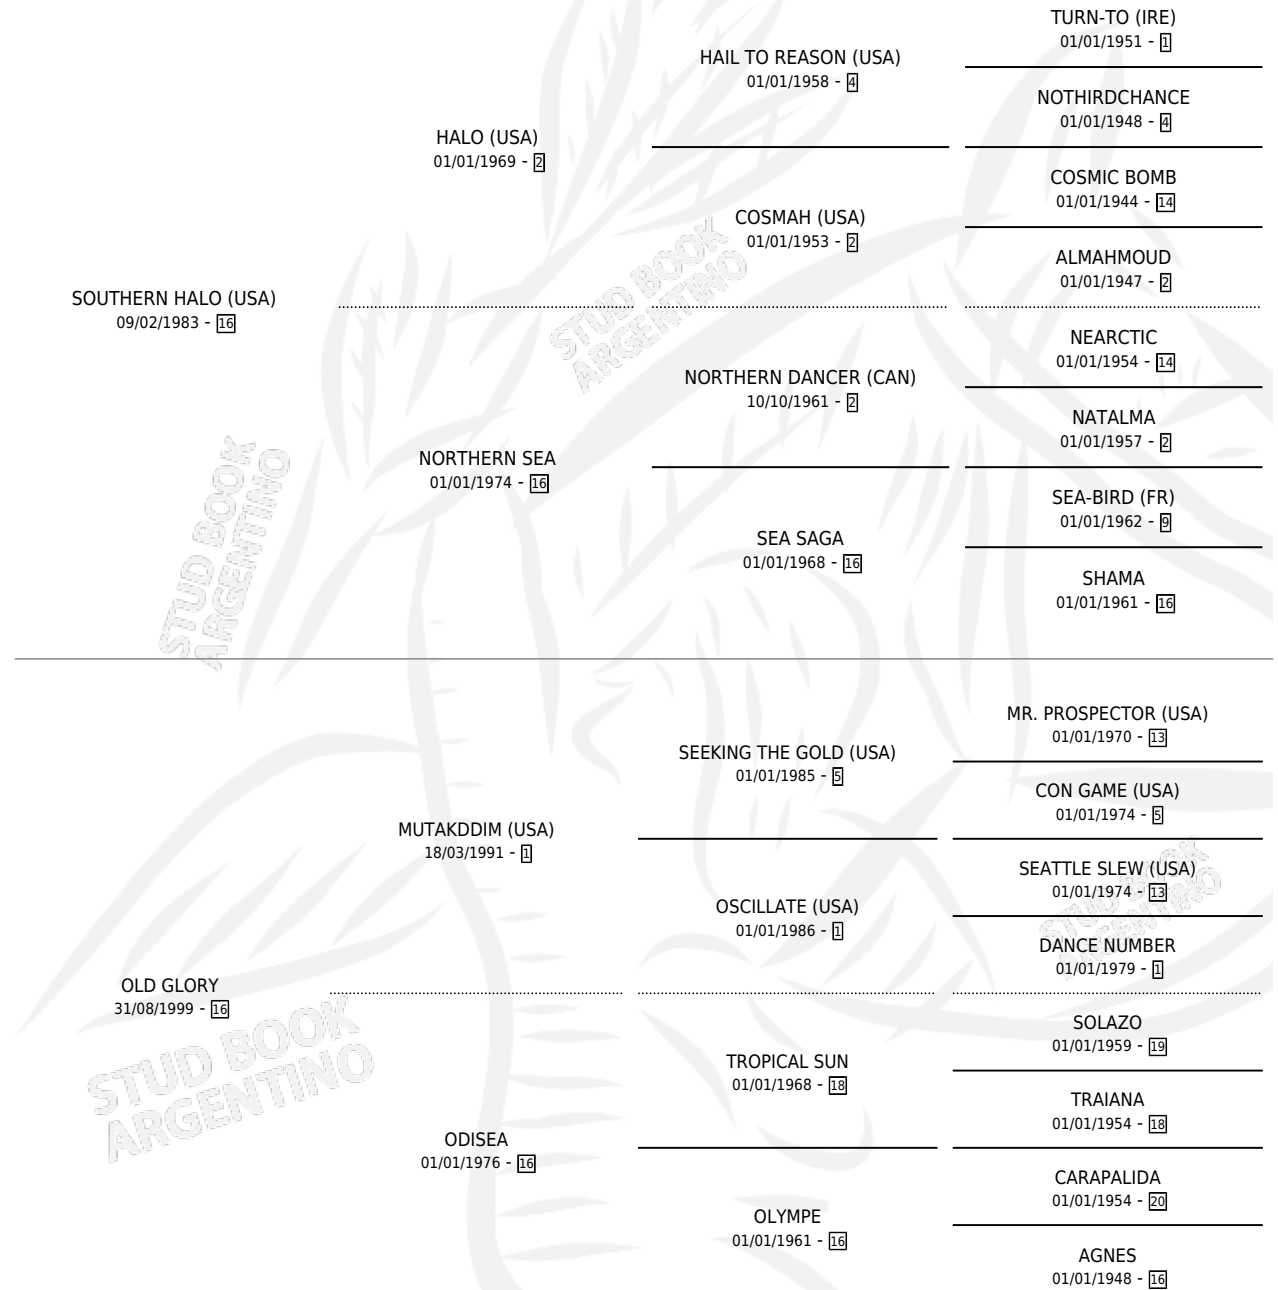 TURN-TO (IRE)
01/01/1951 - 1
HAIL TO REASON (USA)
01/01/1958 - 4
NOTHIRDCHANCE
01/01/1948 - 4
HALO (USA)
01/01/1969 - 2
COSMIC BOMB
01/01/1944 - 14
COSMAH (USA)
01/01/1953 - 2
ALMAHMOUD
01/01/1947 - 2
SOUTHERN HALO (USA)
09/02/1983 - 16
STUD BOOK
ARGENTINO
NEARCTIC
01/01/1954 - 14
NORTHERN DANCER (CAN)
10/10/1961 - 2
NATALMA
01/01/1957 - 2
NORTHERN SEA
01/01/1974 - 16
SEA-BIRD (FR)
01/01/1962 - 9
SEA SAGA
01/01/1968 - 16
SHAMA
01/01/1961 - 16
STUD BOOK
ARGENTINO
MR. PROSPECTOR (USA)
01/01/1970 - 13
SEEKING THE GOLD (USA)
01/01/1985 - 5
CON GAME (USA)
01/01/1974 - 5
MUTAKDDIM (USA)
18/03/1991 - 1
SEATTLE SLEW (USA)
01/01/1974 - 13
OSCILLATE (USA)
01/01/1986 - 1
STUD BOOK
ARGENTINO
DANCE NUMBER
01/01/1979 - 1
OLD GLORY
31/08/1999 - 16
SOLAZO
01/01/1959 - 19
STUD BOOK
ARGENTINO
TROPICAL SUN
01/01/1968 - 18
TRAIANA
01/01/1954 - 18
ODISEA
01/01/1976 - 16
CARAPALIDA
01/01/1954 - 20
OLYMPE
01/01/1961 - 16
AGNES
01/01/1948 - 16